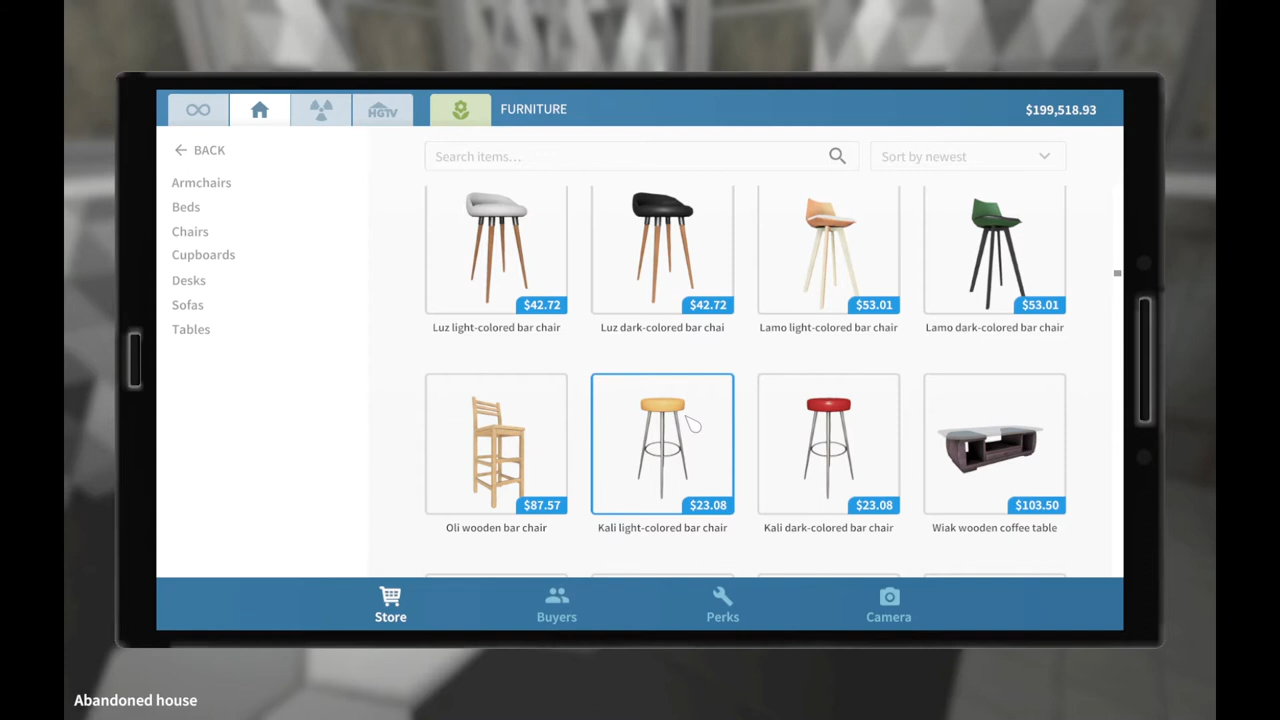 HGTV
FURNITURE
$199,518.93
BACK
Search items...
Sort by newest
Armchairs
Beds
Chairs
Cupboards
Desks
Sofas
Tables
$42.72
$42.72
$53.01
$53.01
Luz light-colored bar chair
Luz dark-colored bar chai
Lamo light-colored bar chair
Lamo dark-colored bar chair
$87.57
$23.08
$23.08
$103.50
Oli wooden bar chair
Kali light-colored bar chair
Kali dark-colored bar chair
Wiak wooden coffee table
Store
Buyers
Perks
Camera
Abandoned house